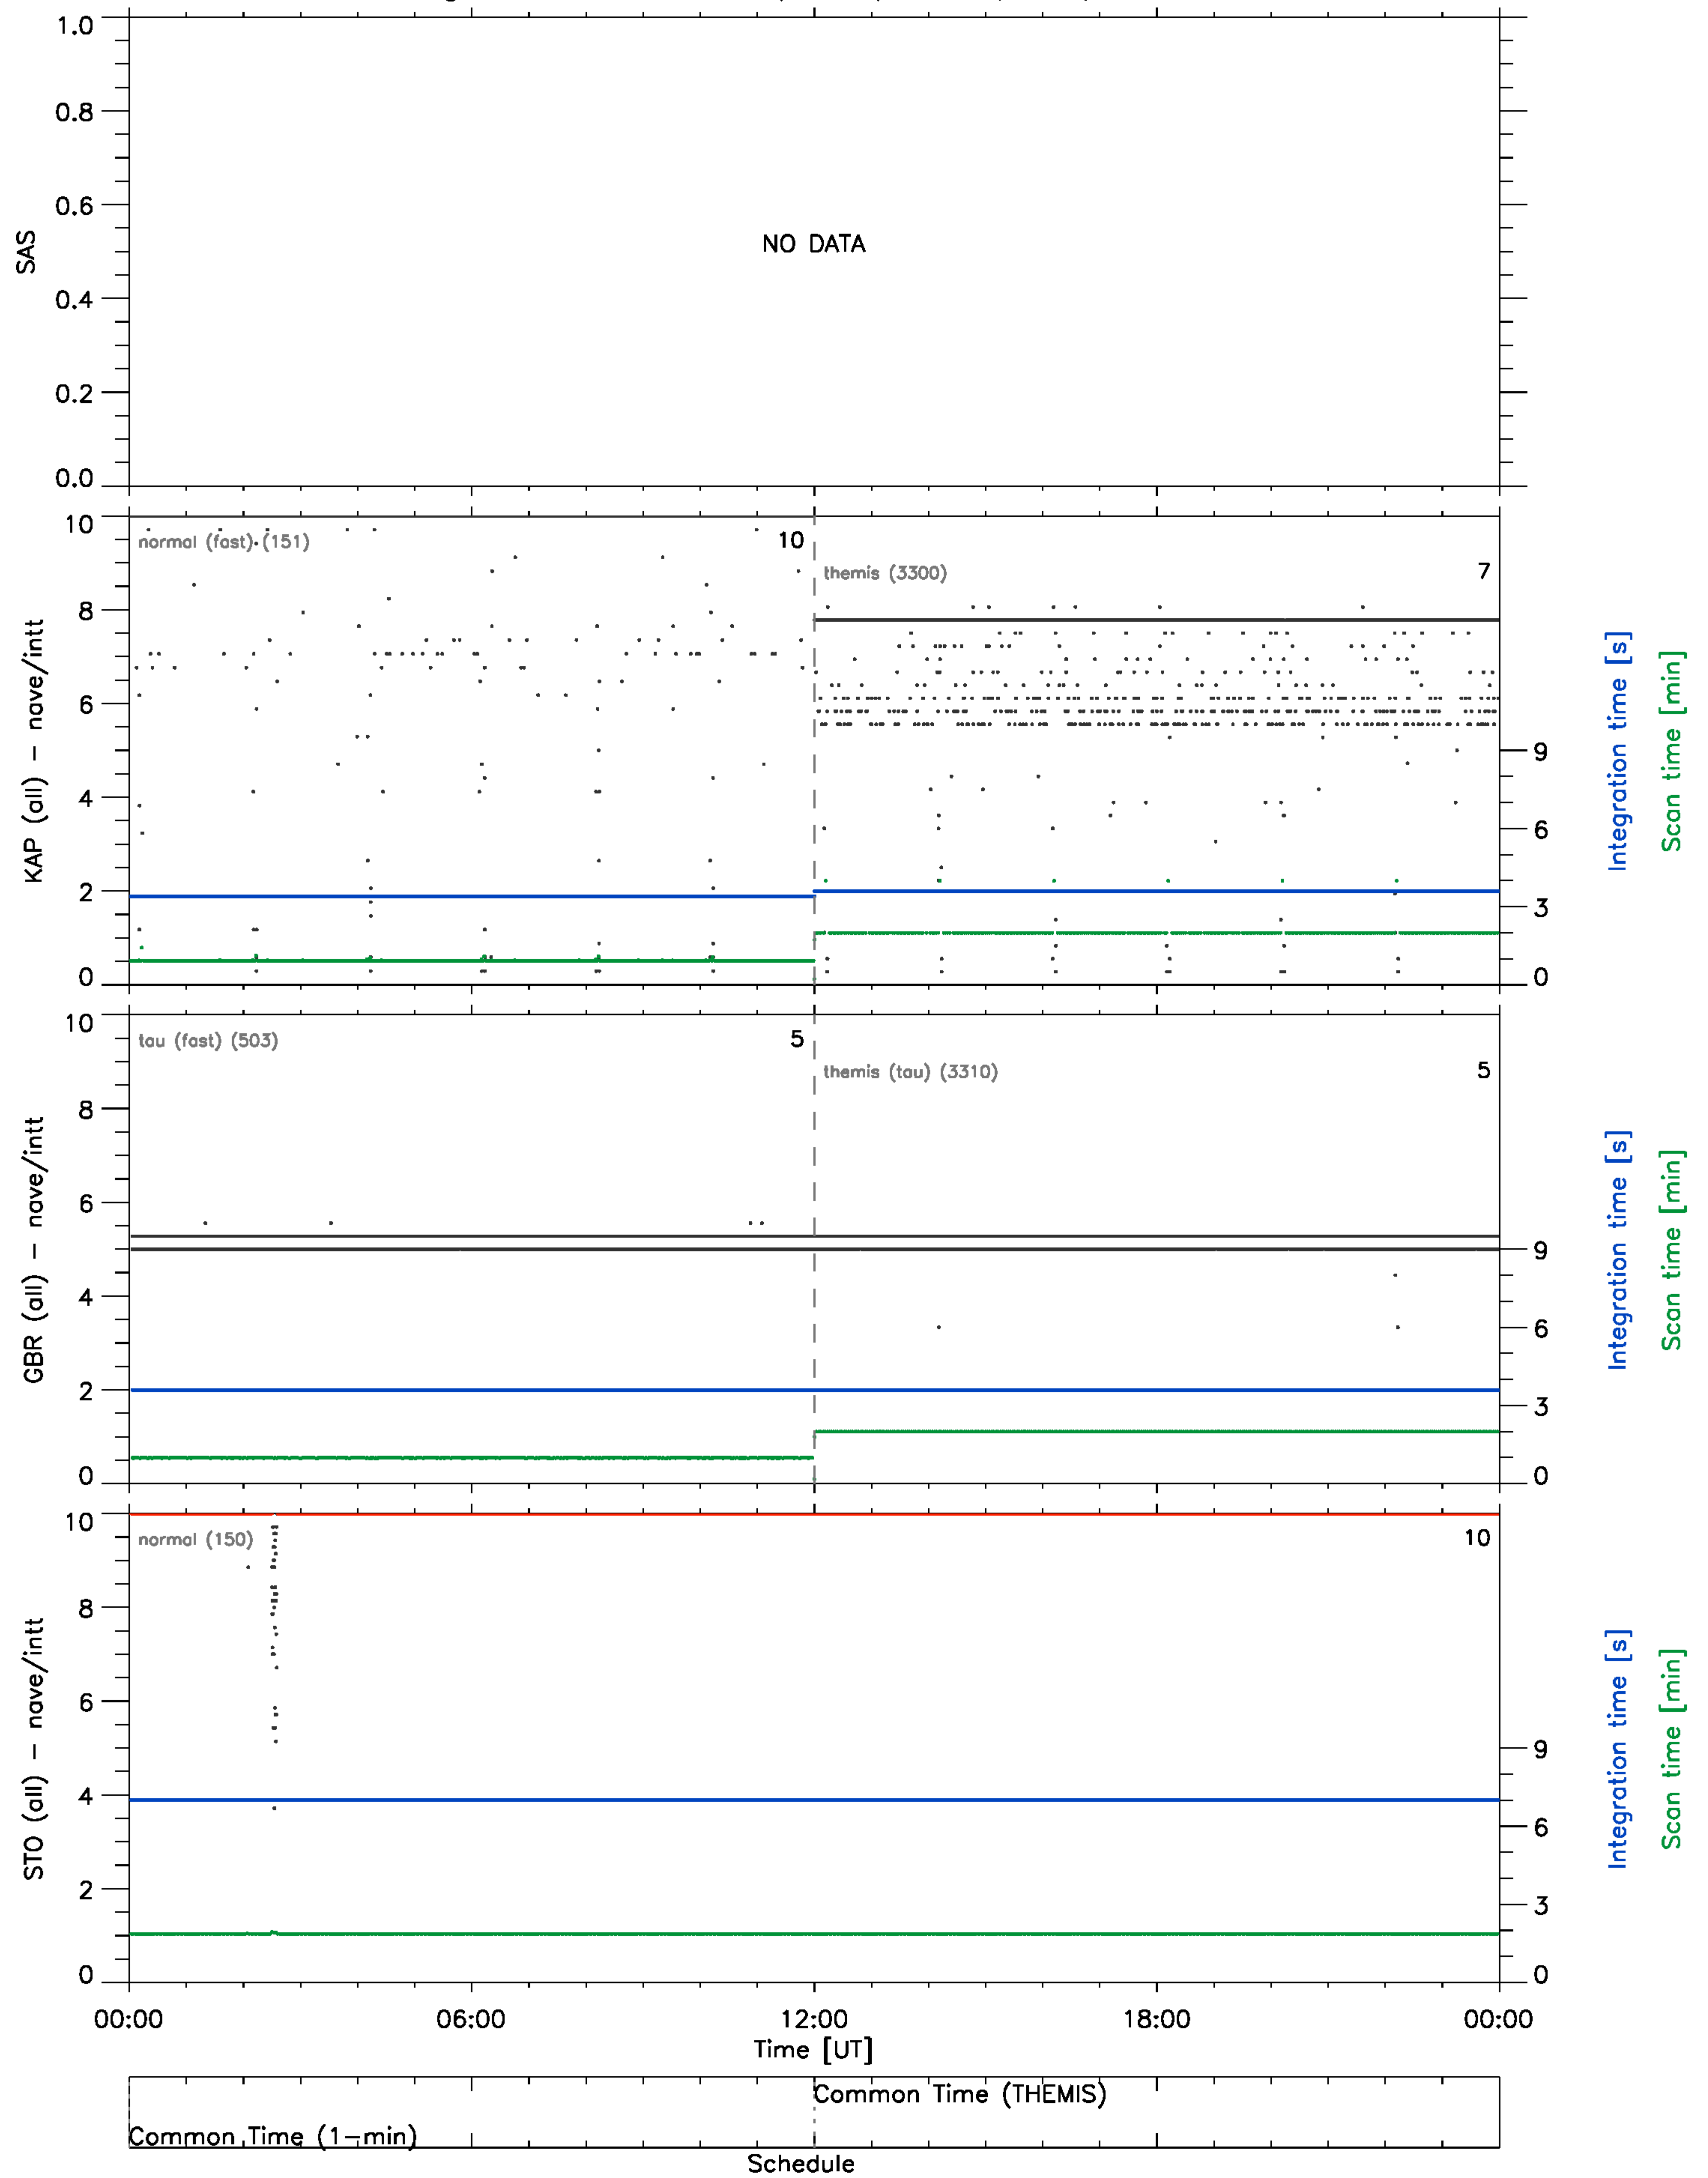 1.0
0.8
0.6
0.4
0.2
0.0
SAS
NO DATA
10
8
6
4
2
0
KAP (all) – nave/intt
normal (fast) (151)
10
themis (3300)
7
9
6
3
0
Integration time [s]
Scan time [min]
10
8
6
4
2
0
GBR (all) – nave/intt
tau (fast) (503)
5
themis (tau) (3310)
5
9
6
3
0
Integration time [s]
Scan time [min]
10
8
6
4
2
0
STO (all) – nave/intt
normal (150)
10
9
6
3
0
Integration time [s]
Scan time [min]
00:00
06:00
12:00
18:00
00:00
Time [UT]
Common Time (THEMIS)
Common Time (1–min)
Schedule